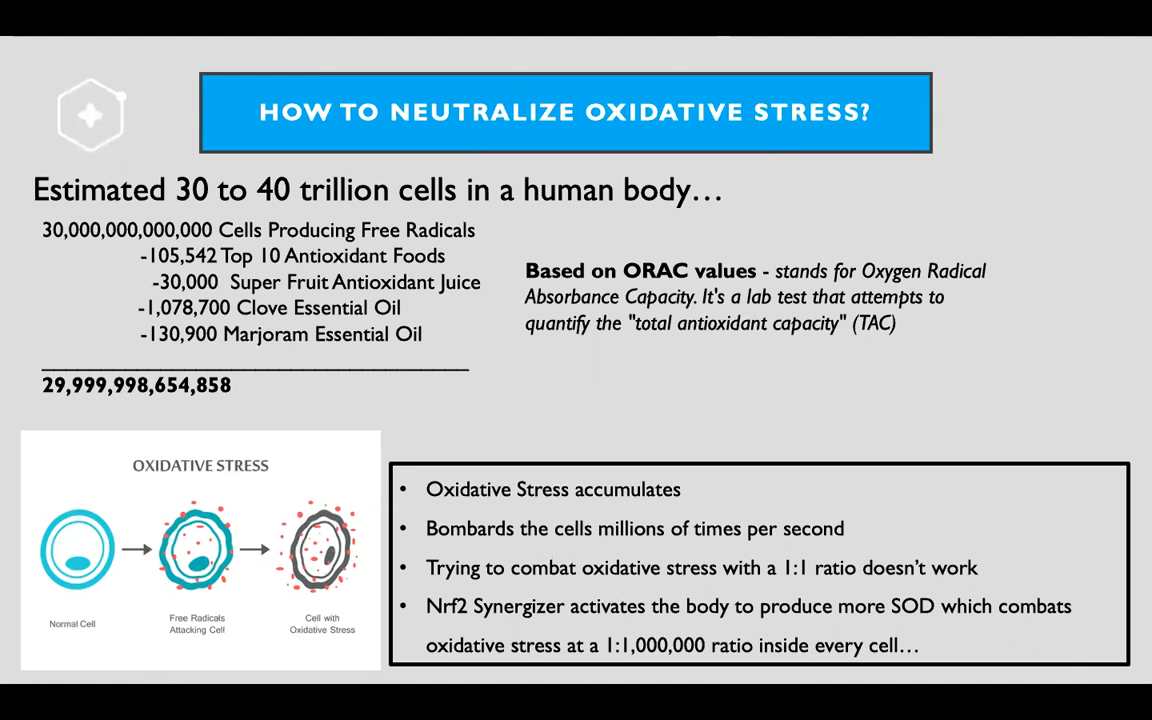 HOW TO NEUTRALIZE OXIDATIVE STRESS?
Estimated 30 to 40 trillion cells in a human body…
30,000,000,000,000 Cells Producing Free Radicals
-105,542 Top 10 Antioxidant Foods
-30,000 Super Fruit Antioxidant Juice
-1,078,700 Clove Essential Oil
-130,900 Marjoram Essential Oil
29,999,998,654,858
Based on ORAC values - stands for Oxygen Radical
Absorbance Capacity. It's a lab test that attempts to
quantify the "total antioxidant capacity" (TAC)
OXIDATIVE STRESS
Normal Cell
Free Radicals
Attacking Cell
Cell with
Oxidative Stress
• Oxidative Stress accumulates
• Bombards the cells millions of times per second
• Trying to combat oxidative stress with a 1:1 ratio doesn’t work
• Nrf2 Synergizer activates the body to produce more SOD which combats
oxidative stress at a 1:1,000,000 ratio inside every cell…